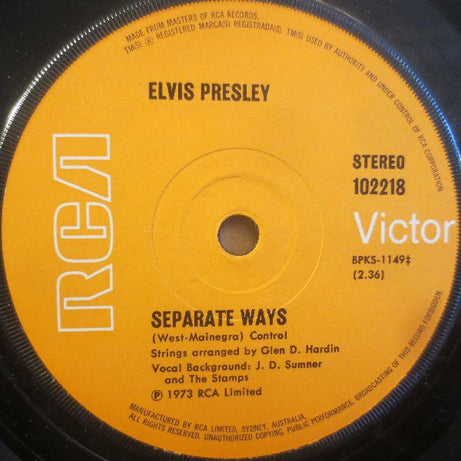 MADE FROM MASTERS OF RCA RECORDS.
TM(S) ® REGISTERED MARCA(S) REGISTRADA(S). TM(S) USED BY AUTHORITY AND UNDER CONTROL OF RCA CORPORATION.
ELVIS PRESLEY
RCA
STEREO
102218
Victor
BPKS-1149‡
(2.36)
SEPARATE WAYS
(West-Mainegra) Control
Strings arranged by Glen D. Hardin
Vocal Background: J. D. Sumner
and The Stamps
℗ 1973 RCA Limited
MANUFACTURED BY RCA LIMITED, SYDNEY, AUSTRALIA.
ALL RIGHTS RESERVED. UNAUTHORIZED COPYING, PUBLIC PERFORMANCE, BROADCASTING OF THIS RECORD FORBIDDEN.